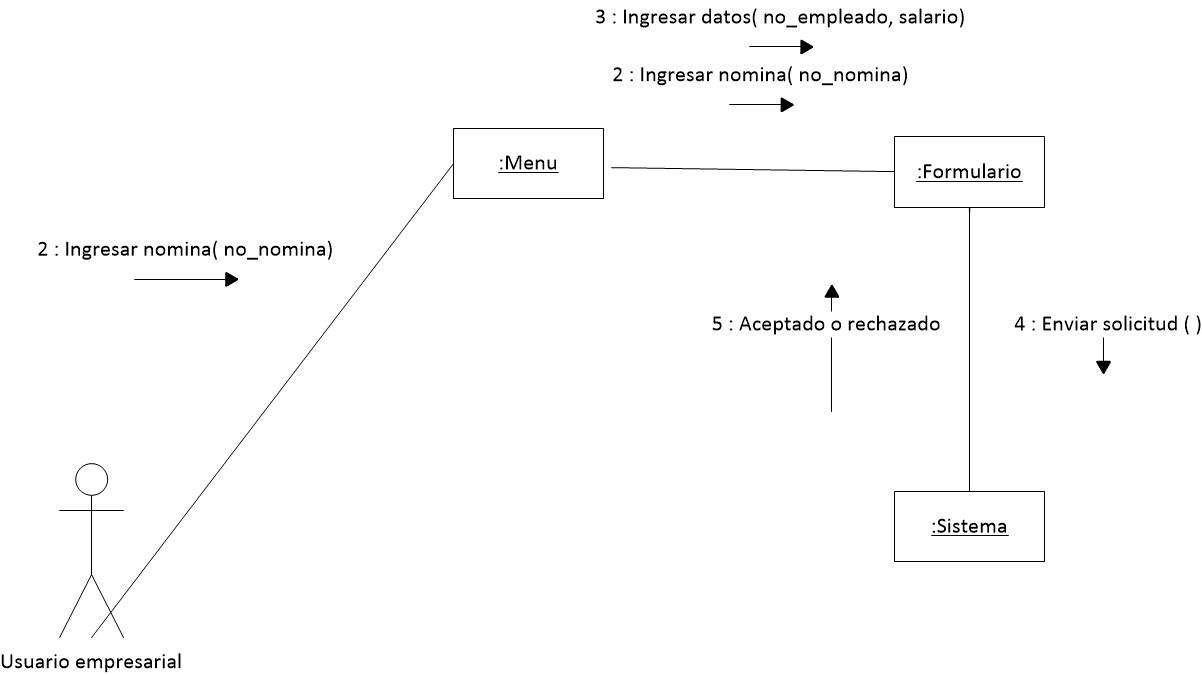 3 : Ingresar datos( no_empleado, salario)
2 : Ingresar nomina( no_nomina)
:Menu
:Formulario
2 : Ingresar nomina( no_nomina)
5 : Aceptado o rechazado
4 : Enviar solicitud ( )
:Sistema
Usuario empresarial